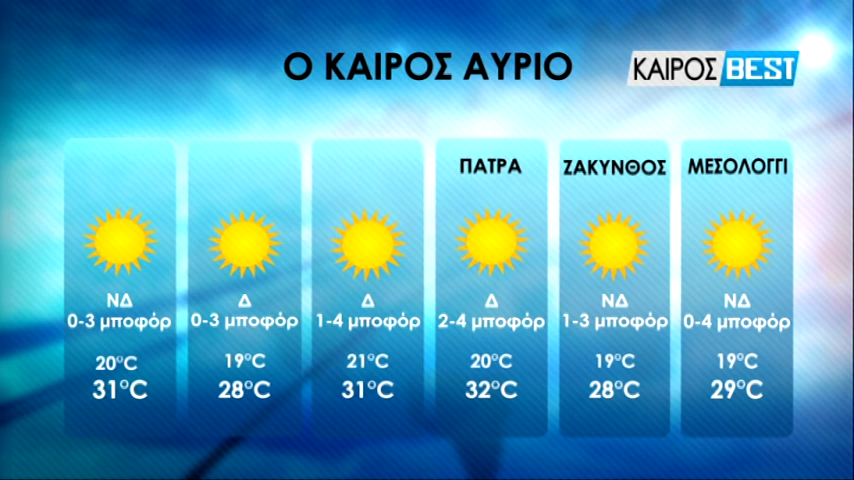 Ο ΚΑΙΡΟΣ ΑΥΡΙΟ
ΚΑΙΡΟΣ BEST
ΠΑΤΡΑ ΖΑΚΥΝΘΟΣ ΜΕΣΟΛΟΓΓΙ
ΝΔ Δ Δ Δ ΝΔ ΝΔ
0-3 μποφόρ 0-3 μποφόρ 1-4 μποφόρ 2-4 μποφόρ 1-3 μποφόρ 0-4 μποφόρ
20°C 19°C 21°C 20°C 19°C 19°C
31°C 28°C 31°C 32°C 28°C 29°C